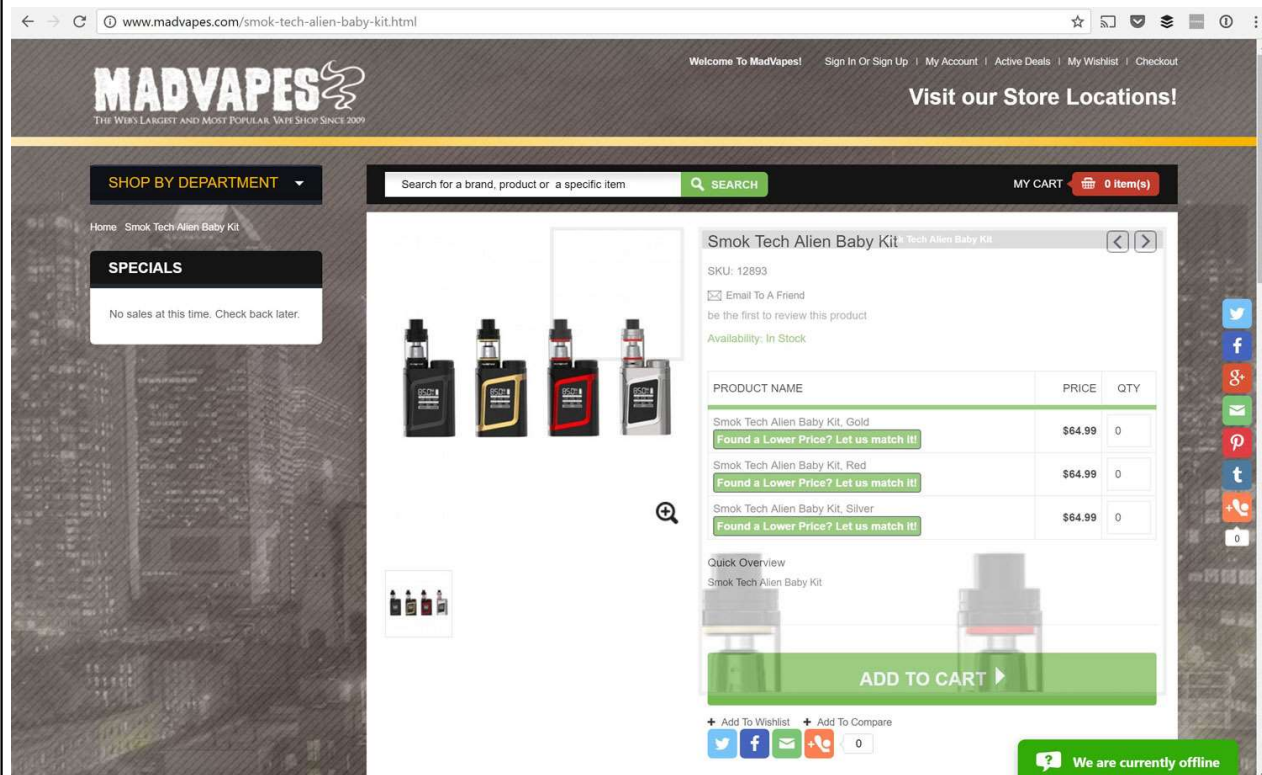 www.madvapes.com/smok-tech-alien-baby-kit.html
MADVAPES
THE WEB'S LARGEST AND MOST POPULAR VAPE SHOP SINCE 2009
Welcome To MadVapes! Sign In Or Sign Up | My Account | Active Deals | My Wishlist | Checkout
Visit our Store Locations!
SHOP BY DEPARTMENT
Search for a brand, product or a specific item
SEARCH
MY CART 0 item(s)
Home Smok Tech Alien Baby Kit
SPECIALS
No sales at this time. Check back later.
Smok Tech Alien Baby Kit
Tech Alien Baby Kit
SKU: 12893
Email To A Friend
be the first to review this product
Availability: In Stock
PRODUCT NAME PRICE QTY
Smok Tech Alien Baby Kit, Gold
Found a Lower Price? Let us match it!
$64.99 0
Smok Tech Alien Baby Kit, Red
Found a Lower Price? Let us match it!
$64.99 0
Smok Tech Alien Baby Kit, Silver
Found a Lower Price? Let us match it!
$64.99 0
Quick Overview
Smok Tech Alien Baby Kit
ADD TO CART
+ Add To Wishlist + Add To Compare
0
0
We are currently offline